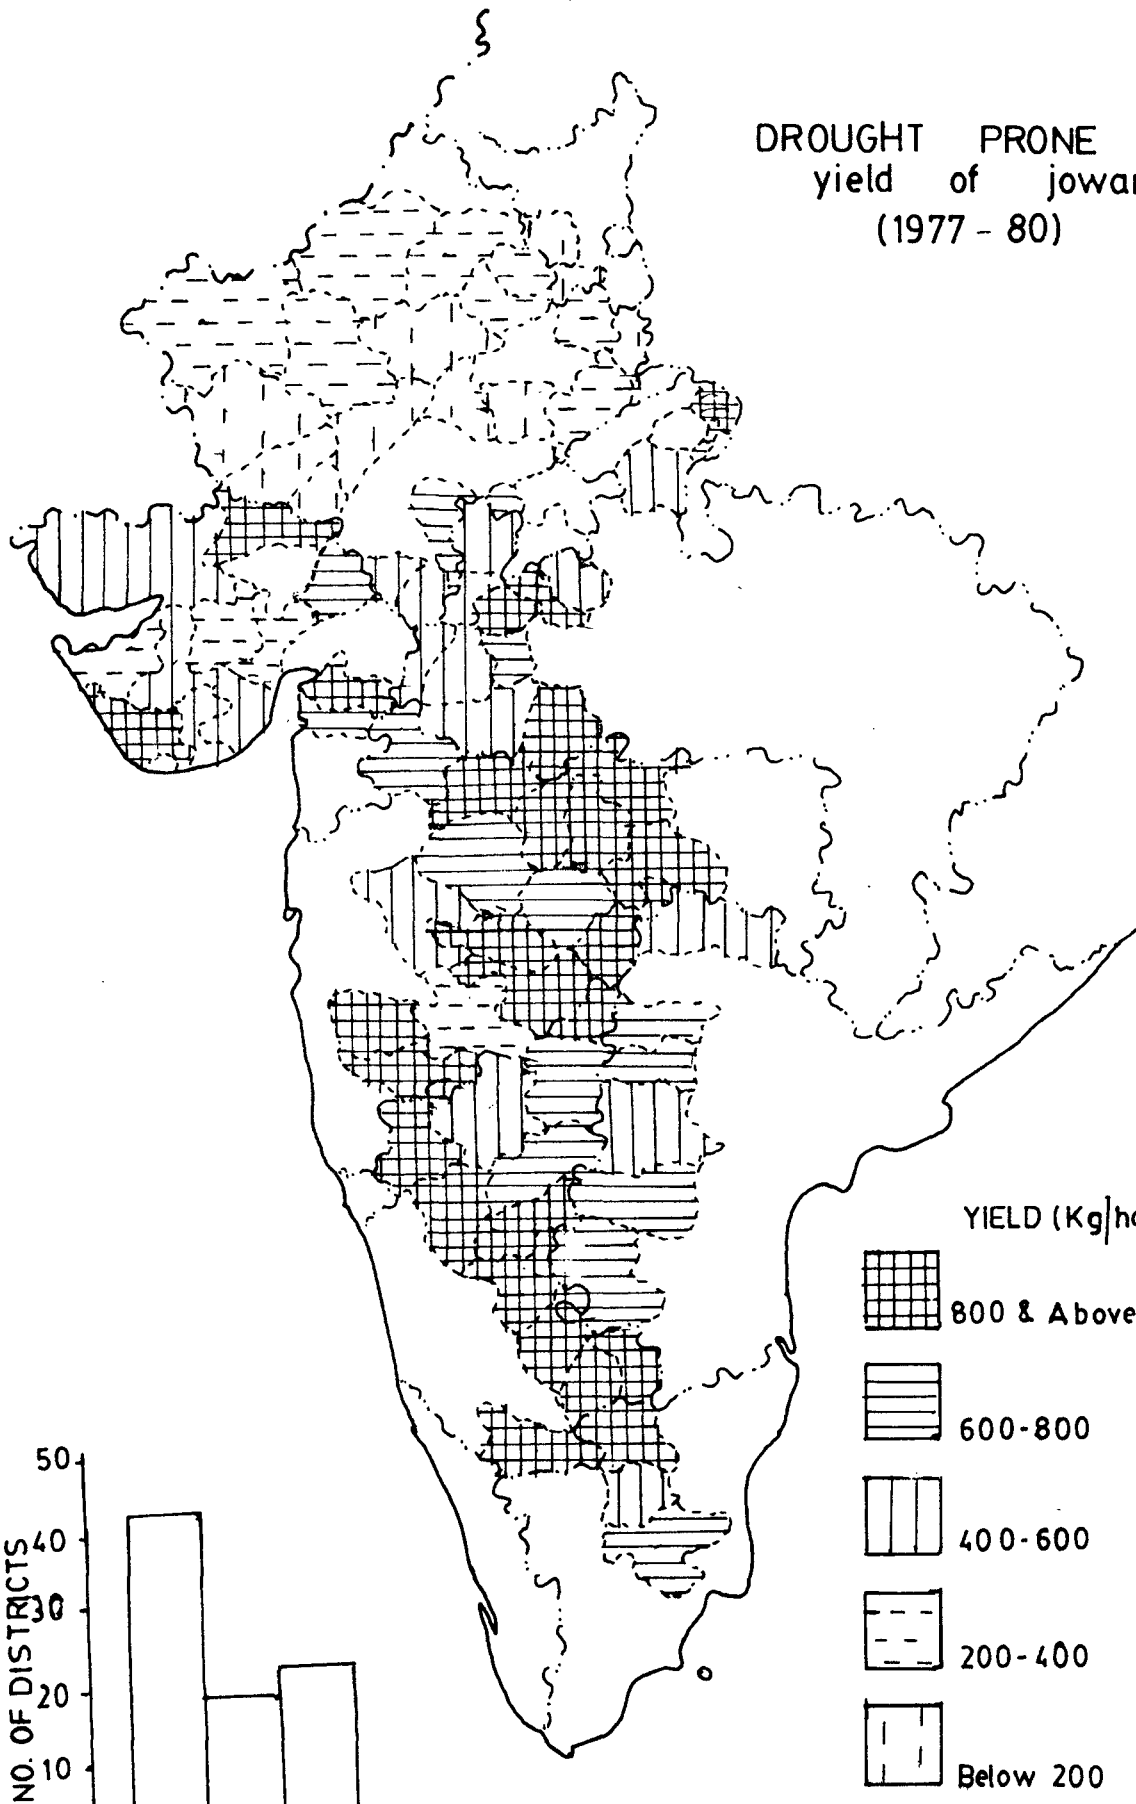 DROUGHT PRONE
yield of jowar
(1977 - 80)
YIELD (Kg/ha
800 & Above
600-800
400-600
200-400
Below 200
50
40
30
20
10
NO. OF DISTRICTS